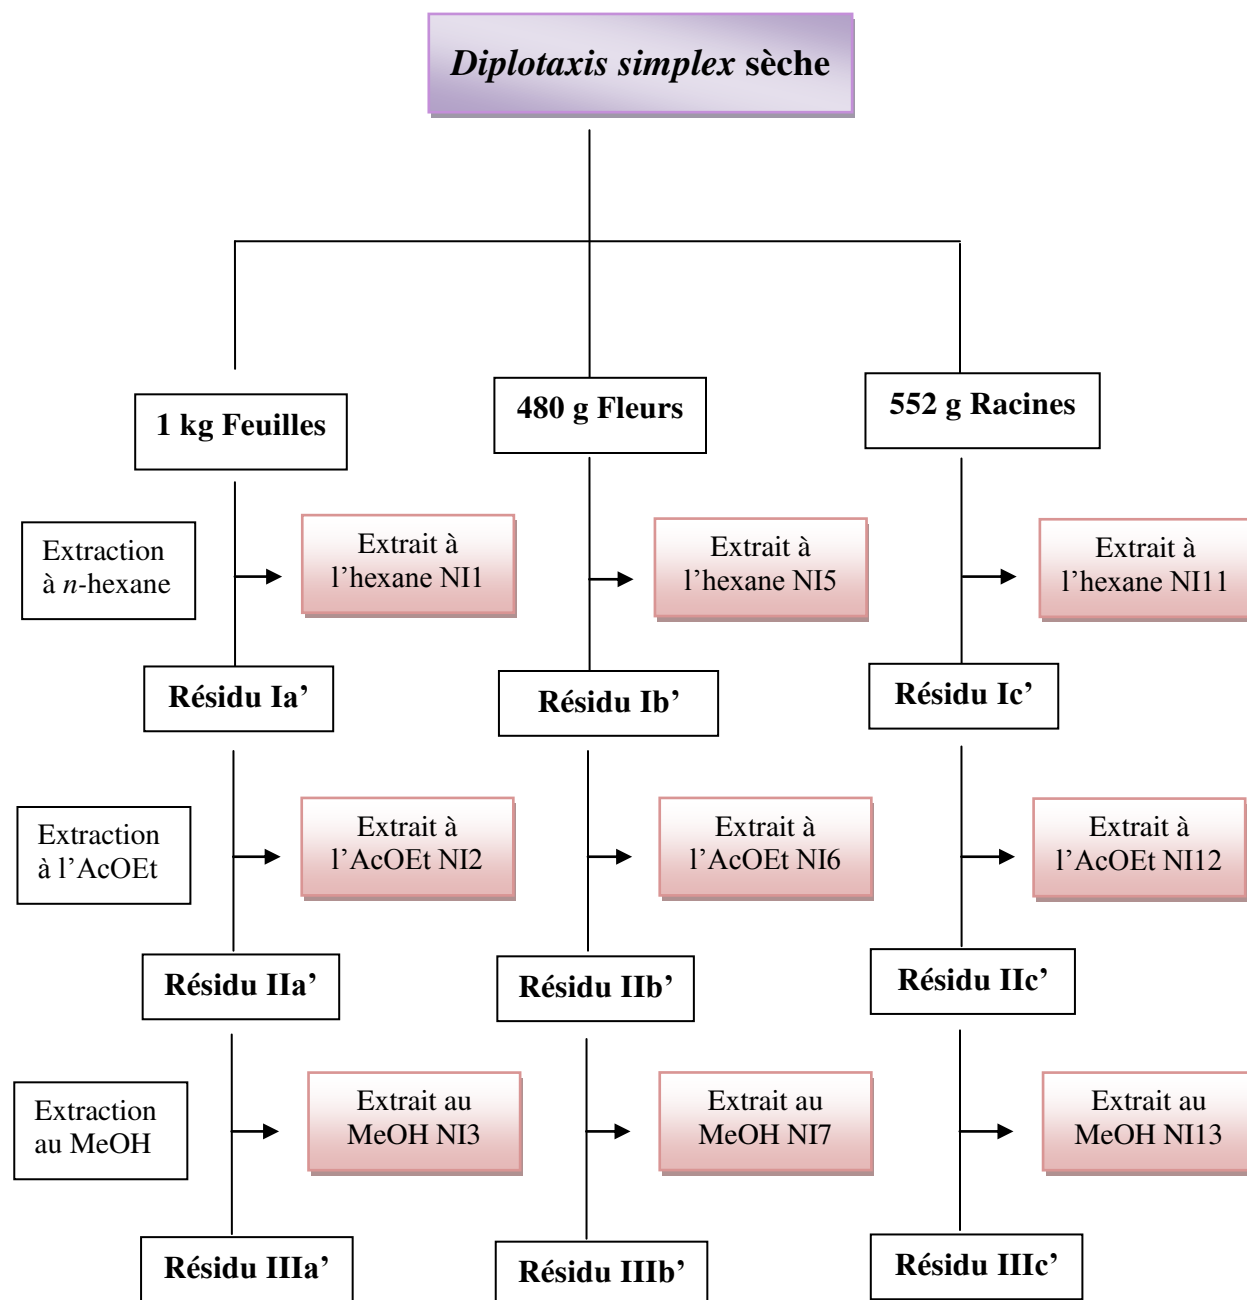 Diplotaxis simplex sèche
1 kg Feuilles
480 g Fleurs
552 g Racines
Extraction
à n-hexane
Extrait à
l’hexane NI1
Extrait à
l’hexane NI5
Extrait à
l’hexane NI11
Résidu Ia’
Résidu Ib’
Résidu Ic’
Extraction
à l’AcOEt
Extrait à
l’AcOEt NI2
Extrait à
l’AcOEt NI6
Extrait à
l’AcOEt NI12
Résidu IIa’
Résidu IIb’
Résidu IIc’
Extraction
au MeOH
Extrait au
MeOH NI3
Extrait au
MeOH NI7
Extrait au
MeOH NI13
Résidu IIIa’
Résidu IIIb’
Résidu IIIc’